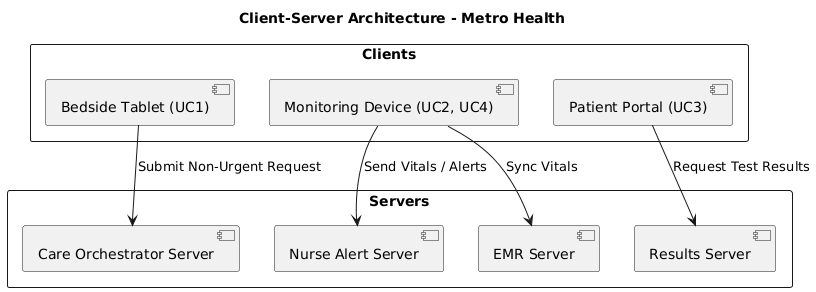 Client-Server Architecture - Metro Health
Clients
Bedside Tablet (UC1)
Monitoring Device (UC2, UC4)
Patient Portal (UC3)
Submit Non-Urgent Request
Send Vitals / Alerts
Sync Vitals
Request Test Results
Servers
Care Orchestrator Server
Nurse Alert Server
EMR Server
Results Server